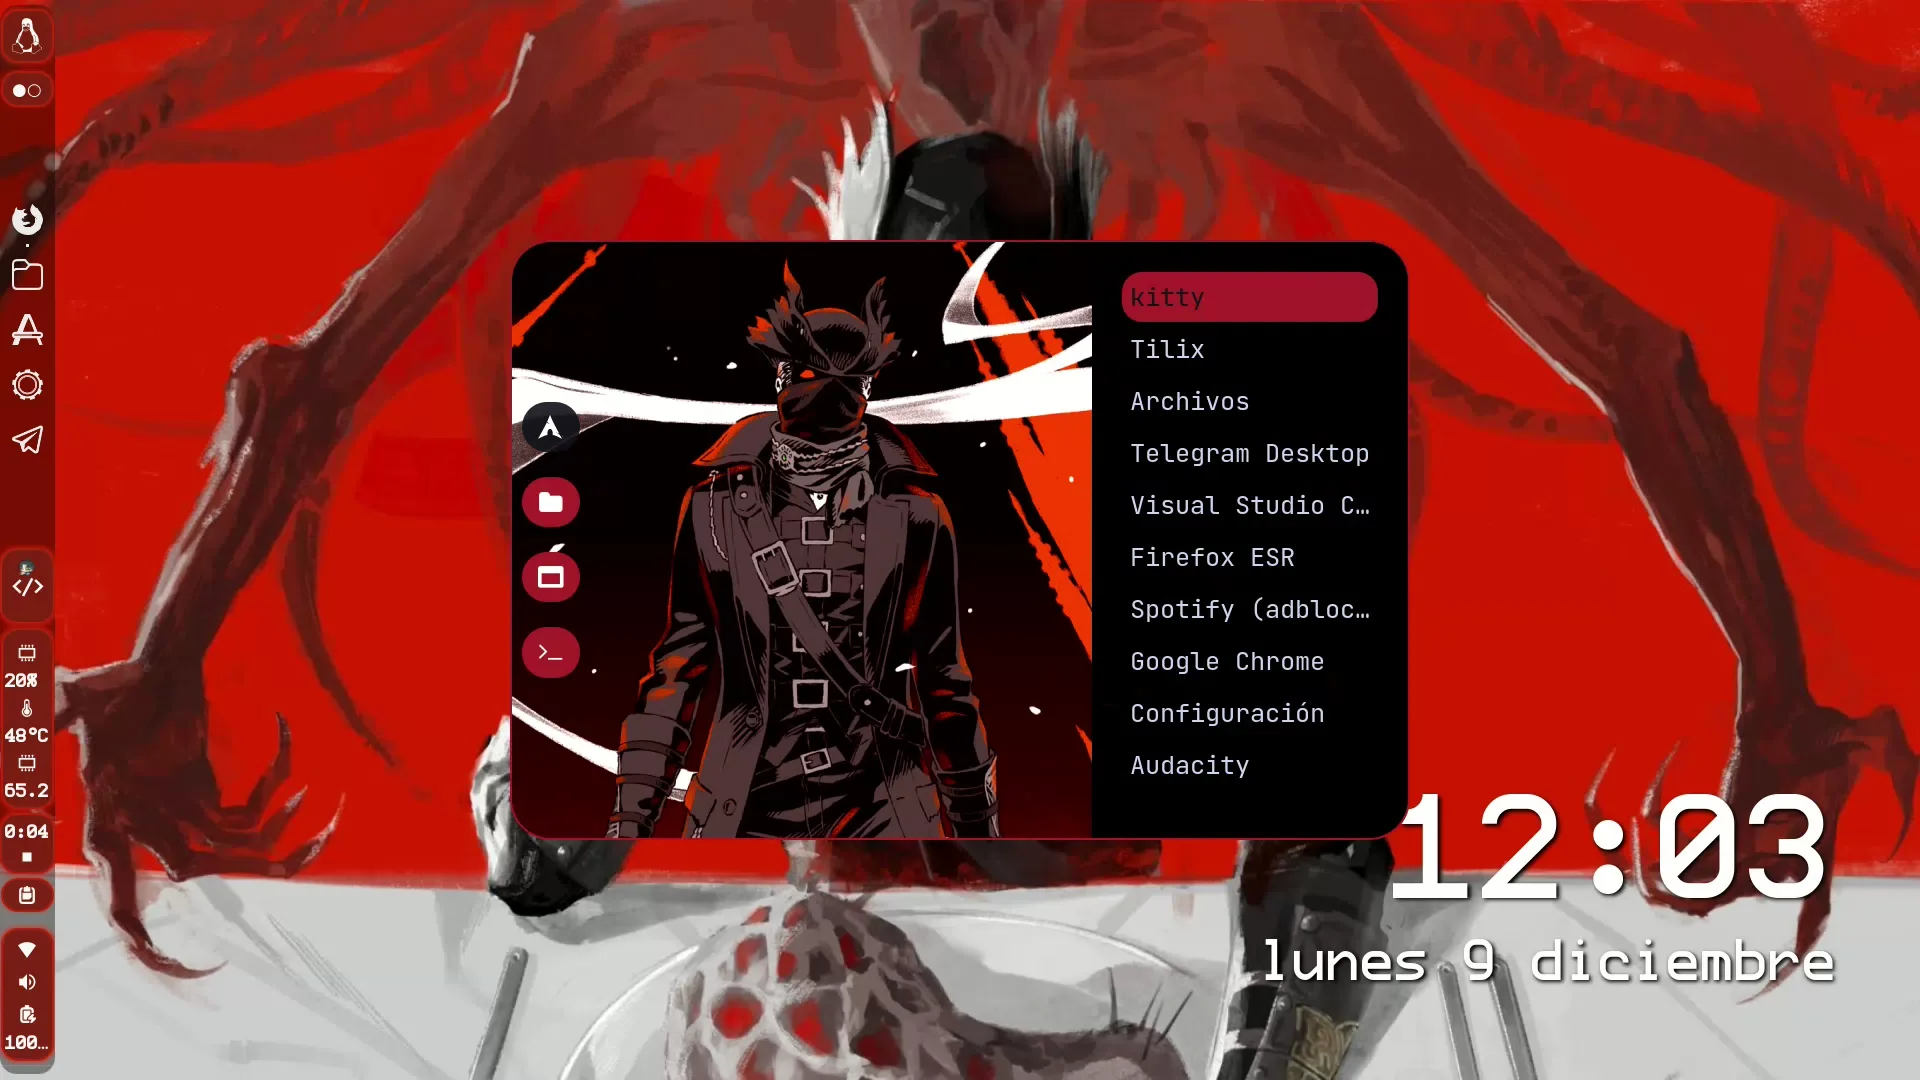 20%
48°C
65.2
0:04
100…
kitty
Tilix
Archivos
Telegram Desktop
Visual Studio C…
Firefox ESR
Spotify (adbloc…
Google Chrome
Configuración
Audacity
12:03
lunes 9 diciembre